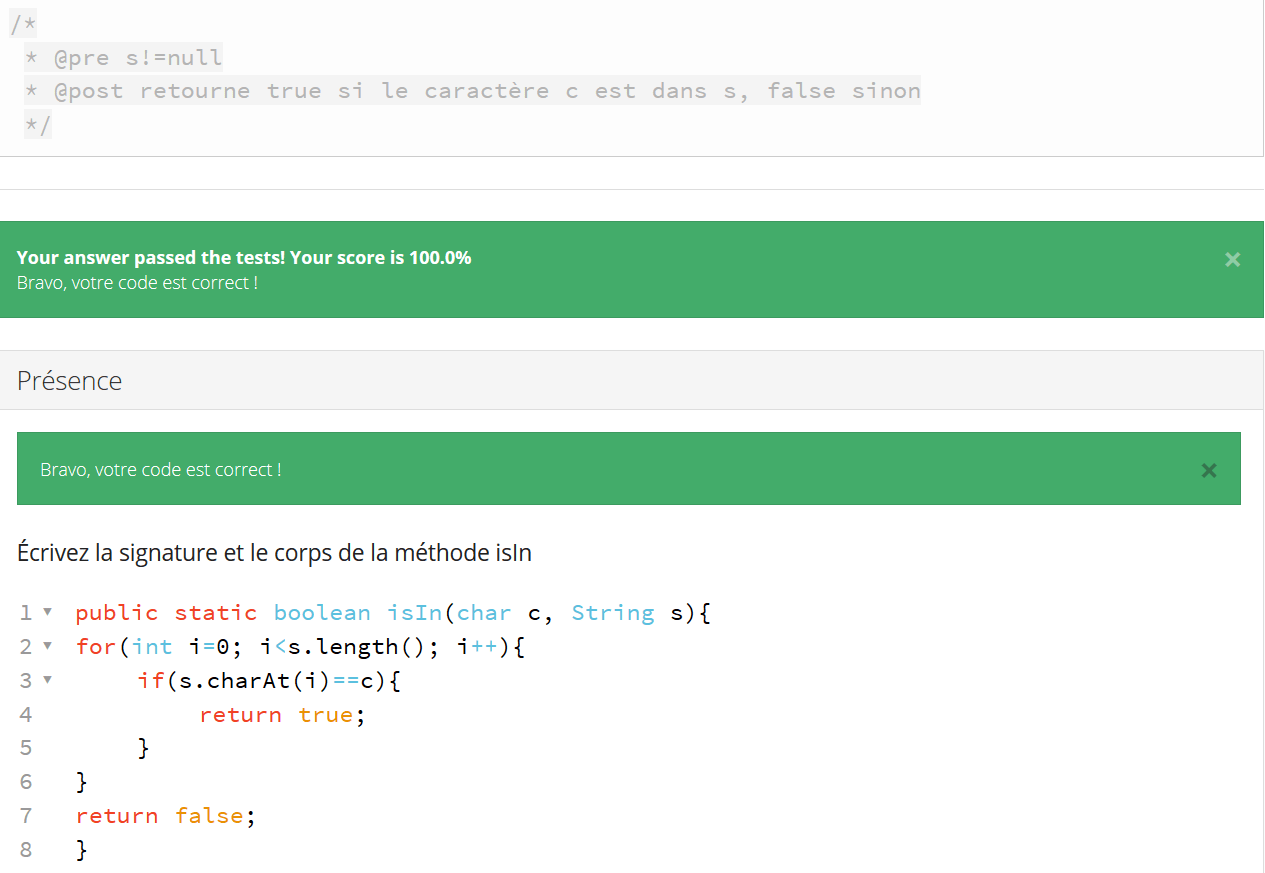 /*
* @pre s!=null
* @post retourne true si le caractère c est dans s, false sinon
*/
Your answer passed the tests! Your score is 100.0%
Bravo, votre code est correct !
×
Présence
Bravo, votre code est correct !
×
Écrivez la signature et le corps de la méthode isIn
1 public static boolean isIn(char c, String s){
2 for(int i=0; i<s.length(); i++){
3 if(s.charAt(i)==c){
4 return true;
5 }
6 }
7 return false;
8 }